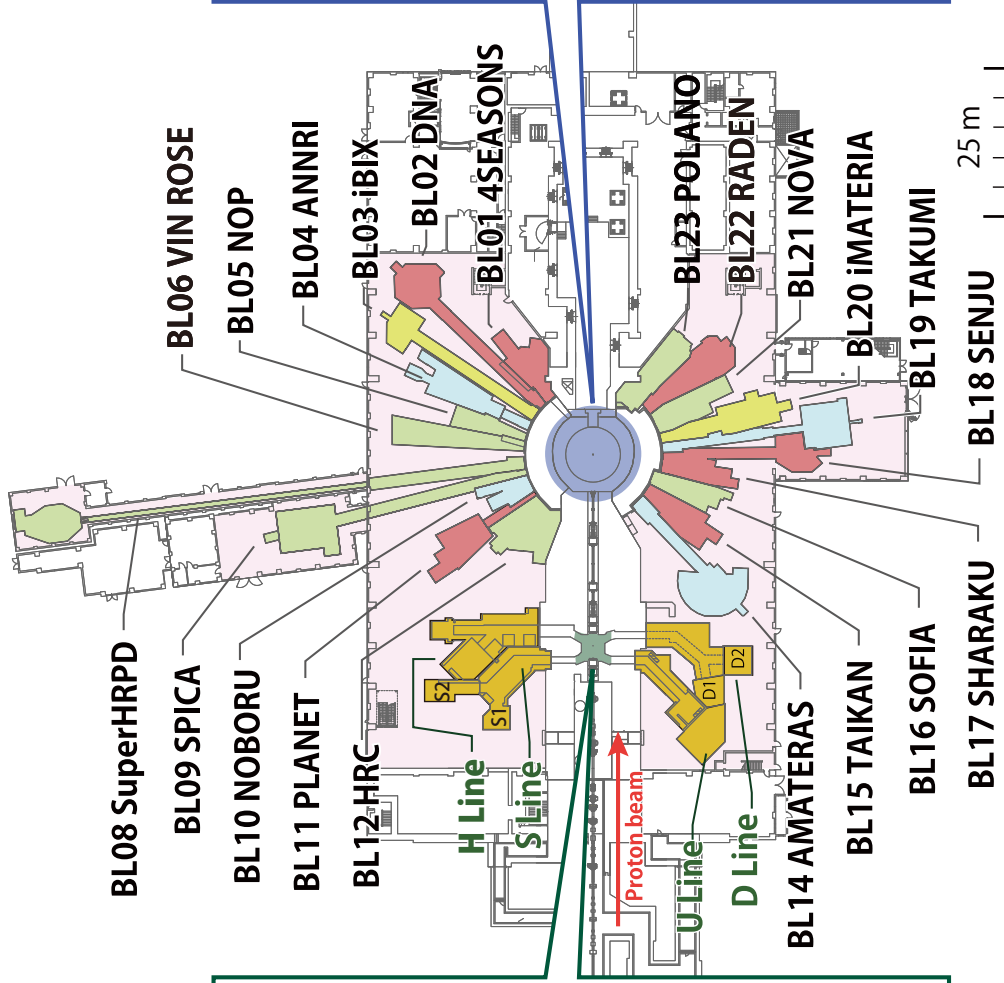 BL08 SuperHRPD
BL09 SPICA
BL10 NOBORU
BL11 PLANET
BL12 HRC
BL06 VIN ROSE
BL05 NOP
BL04 ANNRI
BL03 iBIX
BL02 DNA
BL01 4SEASONS
BL23 POLANO
BL22 RADEN
BL21 NOVA
BL20 iMATERIA
BL19 TAKUMI
BL18 SENJU
BL17 SHARAKU
BL16 SOFIA
BL15 TAIKAN
BL14 AMATERAS
H Line
S Line
S2
S1
U Line
D Line
D1
D2
Proton beam
25 m